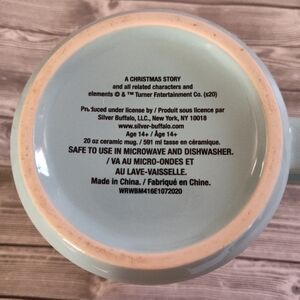 A CHRISTMAS STORY
and all related characters and
elements © & ™ Turner Entertainment Co. (s20)
Produced under license by / Produit sous licence par
Silver Buffalo, LLC., New York, NY 10018
www.silver-buffalo.com
Age 14+ / Âge 14+
20 oz ceramic mug. / 591 ml tasse en céramique.
SAFE TO USE IN MICROWAVE AND DISHWASHER.
/ VA AU MICRO-ONDES ET
AU LAVE-VAISSELLE.
Made in China. / Fabriqué en Chine.
WRWBM416E1072020